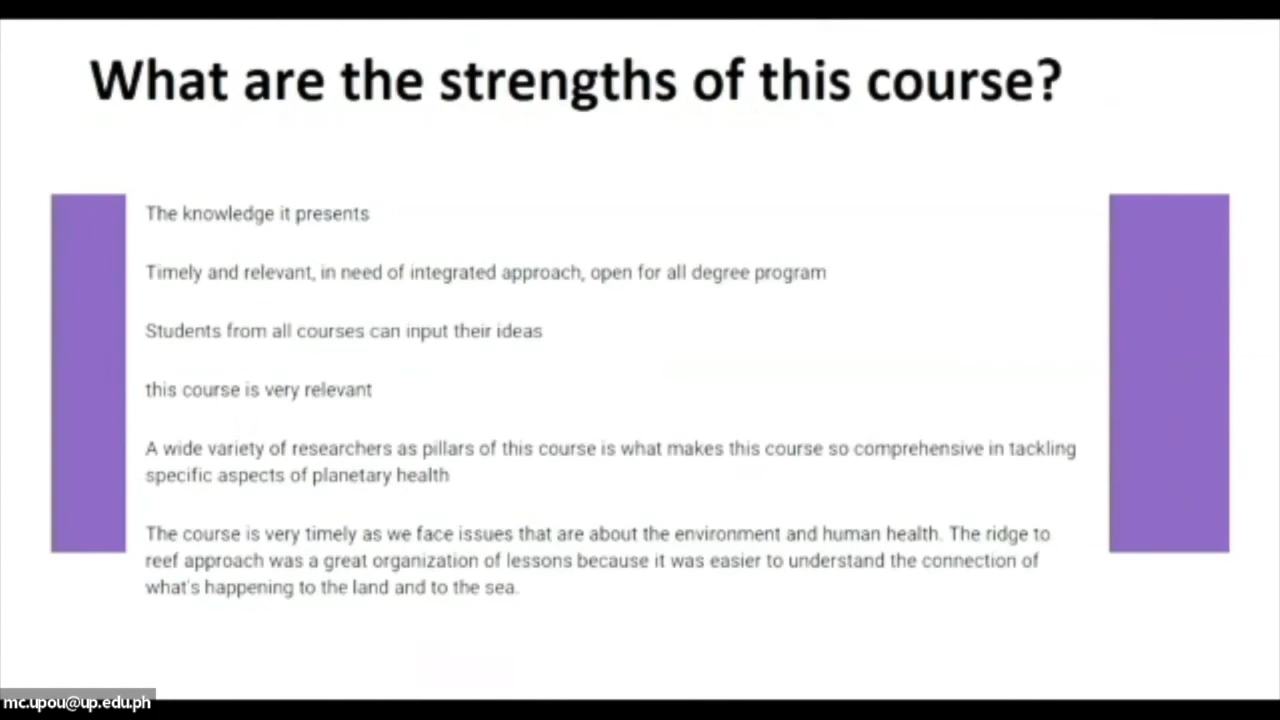 What are the strengths of this course?
The knowledge it presents
Timely and relevant, in need of integrated approach, open for all degree program
Students from all courses can input their ideas
this course is very relevant
A wide variety of researchers as pillars of this course is what makes this course so comprehensive in tackling
specific aspects of planetary health
The course is very timely as we face issues that are about the environment and human health. The ridge to
reef approach was a great organization of lessons because it was easier to understand the connection of
what's happening to the land and to the sea.
mc.upou@up.edu.ph